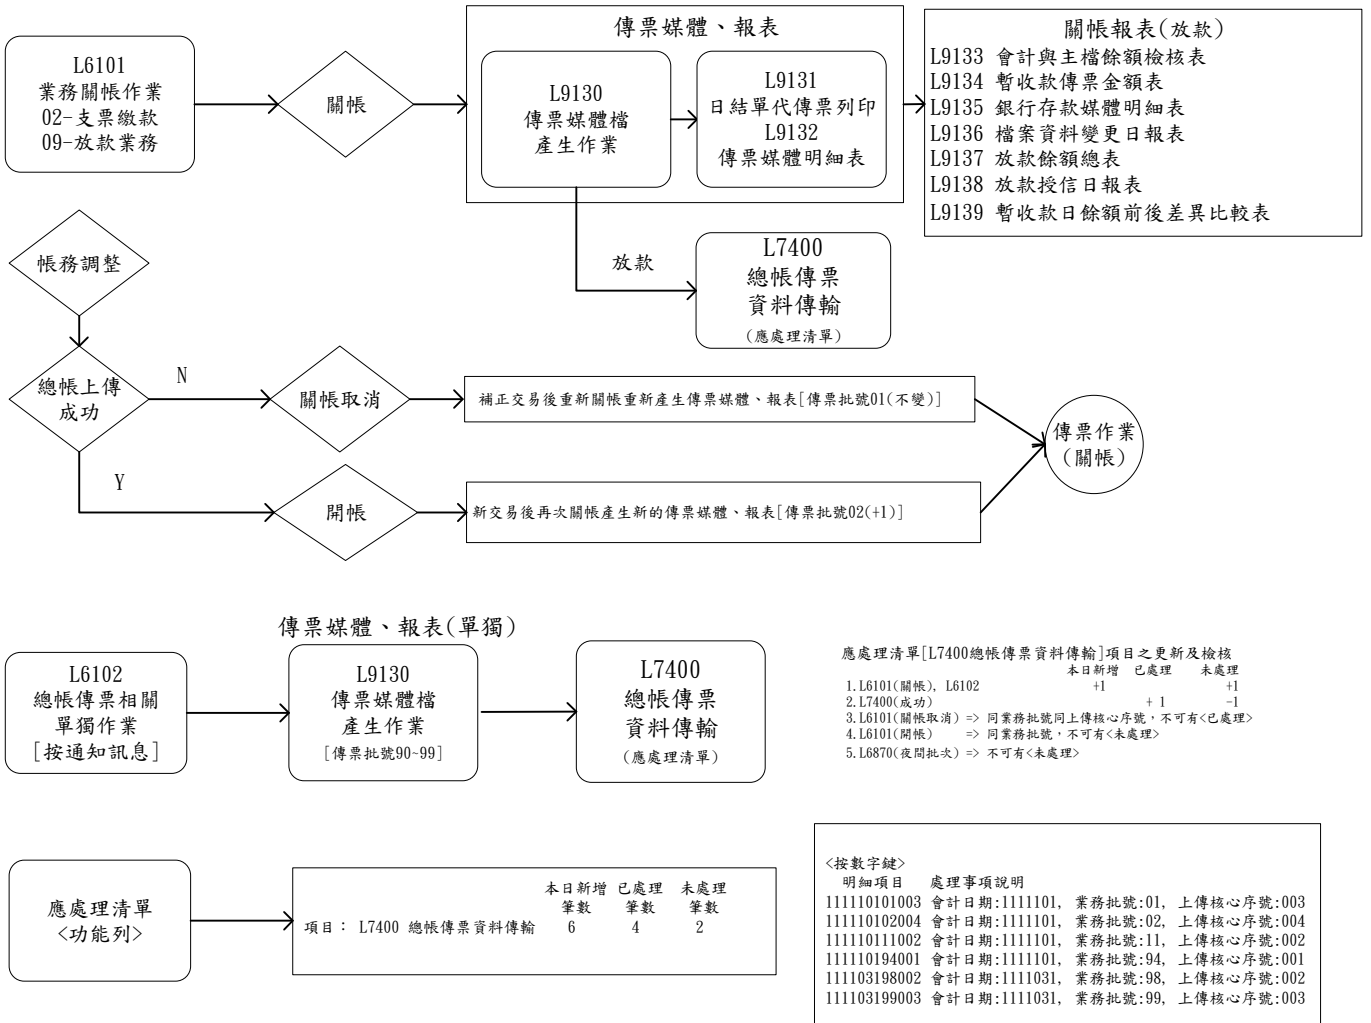 L6101
業務關帳作業
02-支票繳款
09-放款業務
關帳
傳票媒體、報表
L9130
傳票媒體檔
產生作業
L9131
日結單代傳票列印
L9132
傳票媒體明細表
關帳報表(放款)
L9133 會計與主檔餘額檢核表
L9134 暫收款傳票金額表
L9135 銀行存款媒體明細表
L9136 檔案資料變更日報表
L9137 放款餘額總表
L9138 放款授信日報表
L9139 暫收款日餘額前後差異比較表
放款
L7400
總帳傳票
資料傳輸
(應處理清單)
帳務調整
總帳上傳
成功
N
關帳取消
補正交易後重新關帳重新產生傳票媒體、報表[傳票批號01(不變)]
Y
開帳
新交易後再次關帳產生新的傳票媒體、報表[傳票批號02(+1)]
傳票作業
(關帳)
傳票媒體、報表(單獨)
L6102
總帳傳票相關
單獨作業
[按通知訊息]
L9130
傳票媒體檔
產生作業
[傳票批號90~99]
L7400
總帳傳票
資料傳輸
(應處理清單)
應處理清單[L7400總帳傳票資料傳輸]項目之更新及檢核
本日新增 已處理 未處理
1.L6101(關帳), L6102 +1 +1
2.L7400(成功) + 1 -1
3.L6101(關帳取消) => 同業務批號同上傳核心序號，不可有<已處理>
4.L6101(開帳) => 同業務批號，不可有<未處理>
5.L6870(夜間批次) => 不可有<未處理>
應處理清單
<功能列>
本日新增 已處理 未處理
筆數 筆數 筆數
項目： L7400 總帳傳票資料傳輸 6 4 2
<按數字鍵>
明細項目 處理事項說明
111110101003 會計日期:1111101, 業務批號:01, 上傳核心序號:003
111110102004 會計日期:1111101, 業務批號:02, 上傳核心序號:004
111110111002 會計日期:1111101, 業務批號:11, 上傳核心序號:002
111110194001 會計日期:1111101, 業務批號:94, 上傳核心序號:001
111103198002 會計日期:1111031, 業務批號:98, 上傳核心序號:002
111103199003 會計日期:1111031, 業務批號:99, 上傳核心序號:003